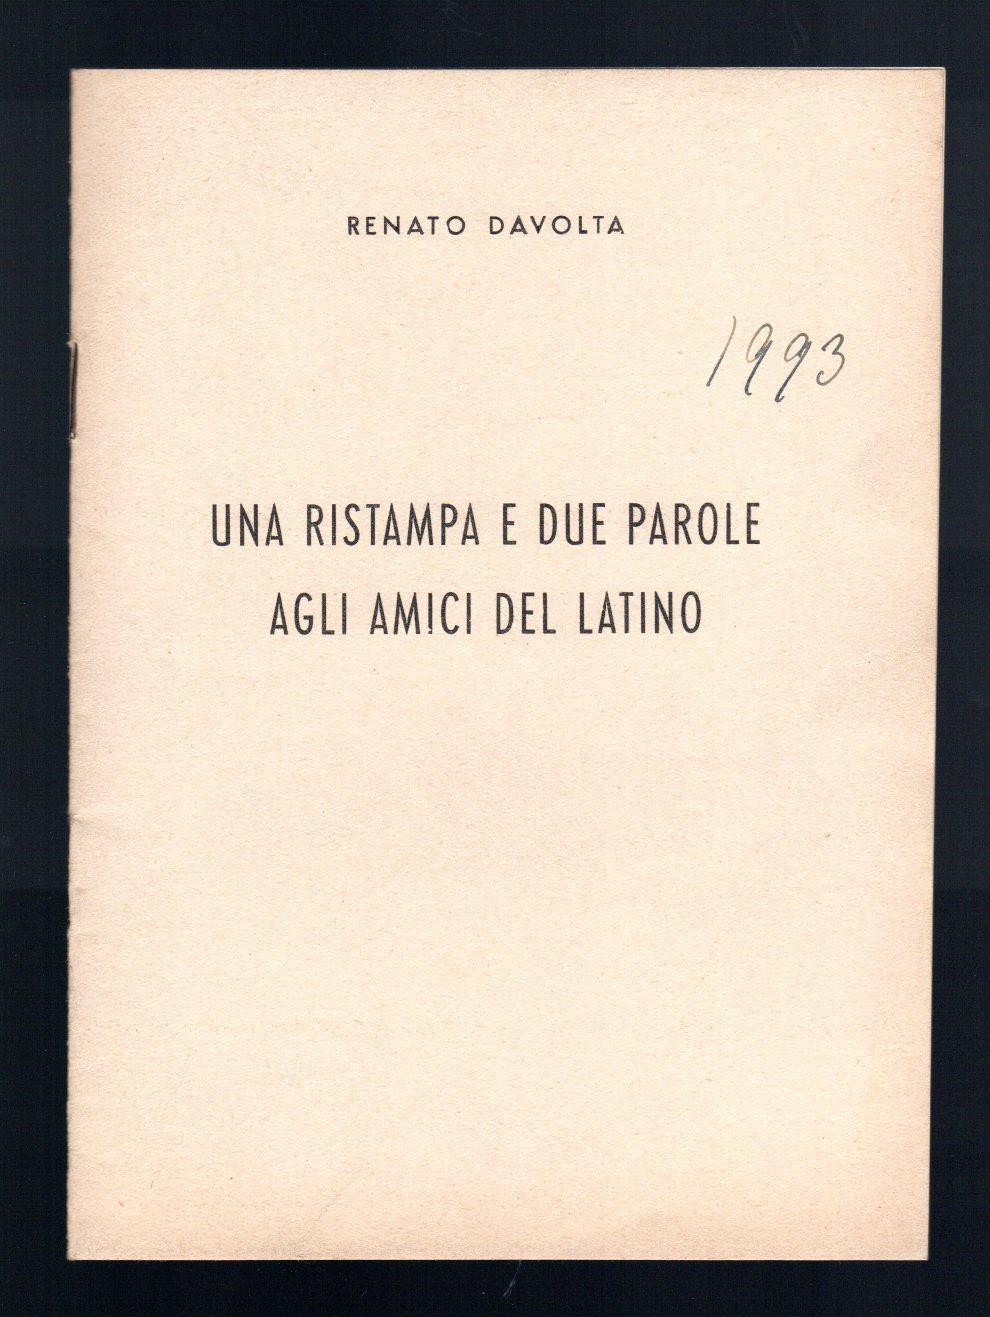 RENATO DAVOLTA
1993
UNA RISTAMPA E DUE PAROLE
AGLI AMICI DEL LATINO